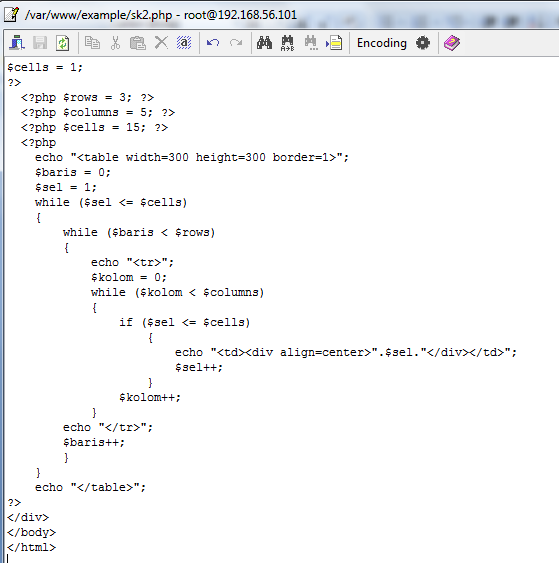 /var/www/example/sk2.php - root@192.168.56.101
Encoding
$cells = 1;
?>
  <?php $rows = 3; ?>
  <?php $columns = 5; ?>
  <?php $cells = 15; ?>
  <?php
    echo "<table width=300 height=300 border=1>";
    $baris = 0;
    $sel = 1;
    while ($sel <= $cells)
    {
        while ($baris < $rows)
        {
            echo "<tr>";
            $kolom = 0;
            while ($kolom < $columns)
            {
                if ($sel <= $cells)
                    {
                        echo "<td><div align=center>".$sel."</div></td>";
                        $sel++;
                    }
                $kolom++;
            }
        echo "</tr>";
        $baris++;
        }
    }
    echo "</table>";
?>
</div>
</body>
</html>